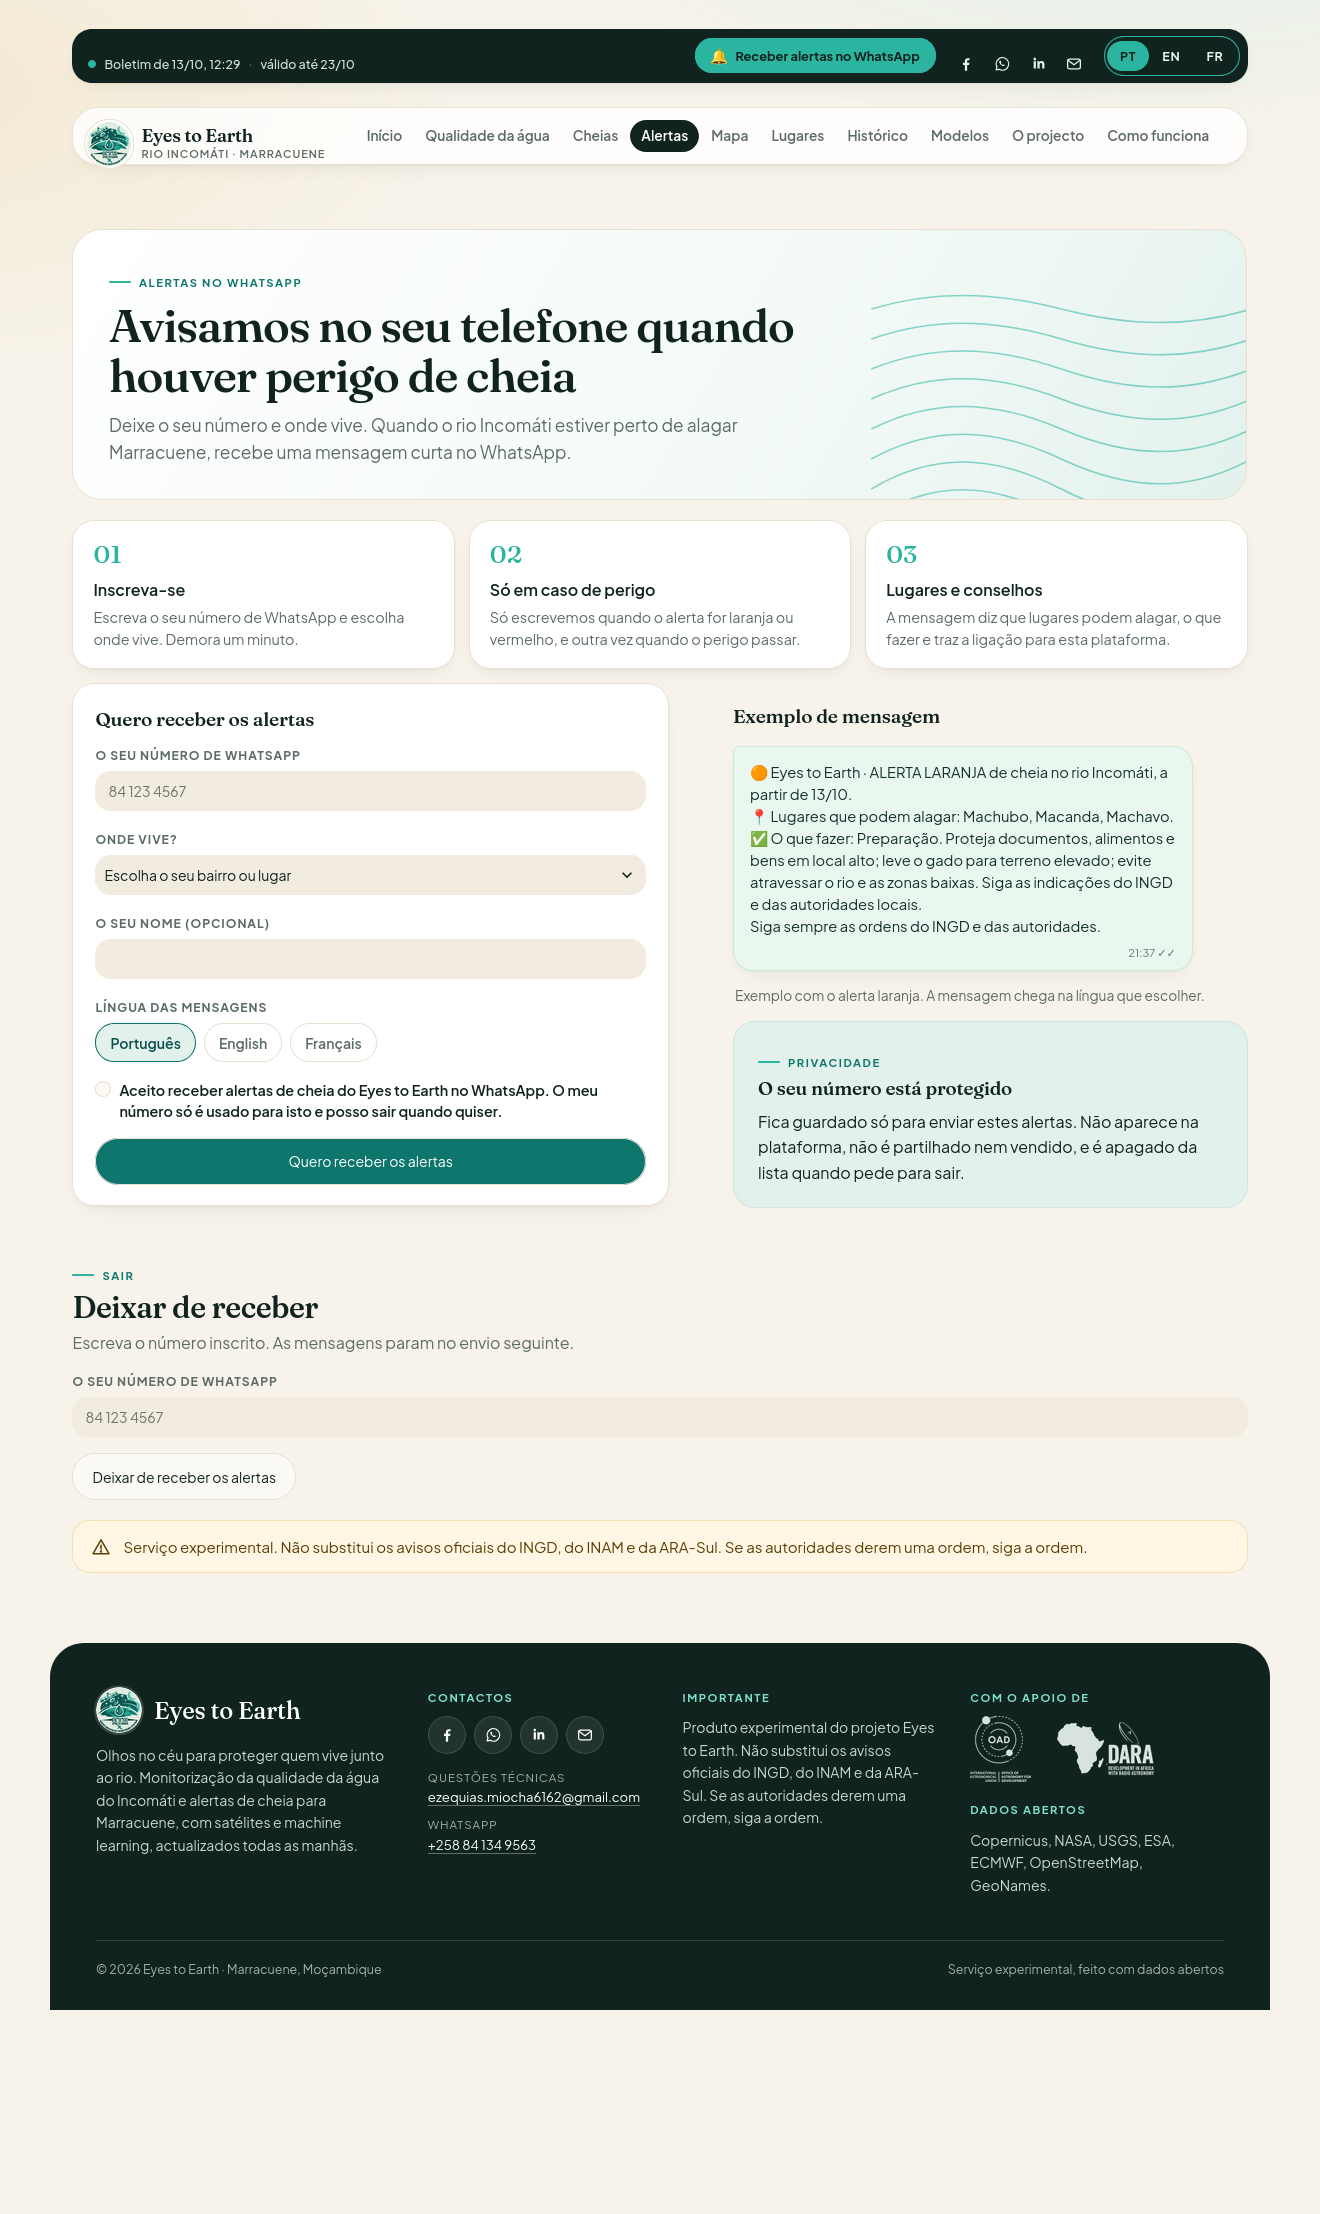 Boletim de 13/10, 12:29 · válido até 23/10
🔔 Receber alertas no WhatsApp
PT EN FR
Eyes to Earth
RIO INCOMÁTI · MARRACUENE
Início Qualidade da água Cheias Alertas Mapa Lugares Histórico Modelos O projecto Como funciona
ALERTAS NO WHATSAPP
Avisamos no seu telefone quando
houver perigo de cheia
Deixe o seu número e onde vive. Quando o rio Incomáti estiver perto de alagar
Marracuene, recebe uma mensagem curta no WhatsApp.
01
Inscreva-se
Escreva o seu número de WhatsApp e escolha
onde vive. Demora um minuto.
02
Só em caso de perigo
Só escrevemos quando o alerta for laranja ou
vermelho, e outra vez quando o perigo passar.
03
Lugares e conselhos
A mensagem diz que lugares podem alagar, o que
fazer e traz a ligação para esta plataforma.
Quero receber os alertas
O SEU NÚMERO DE WHATSAPP
84 123 4567
ONDE VIVE?
Escolha o seu bairro ou lugar
O SEU NOME (OPCIONAL)
LÍNGUA DAS MENSAGENS
Português English Français
Aceito receber alertas de cheia do Eyes to Earth no WhatsApp. O meu
número só é usado para isto e posso sair quando quiser.
Quero receber os alertas
Exemplo de mensagem
🟠 Eyes to Earth · ALERTA LARANJA de cheia no rio Incomáti, a
partir de 13/10.
📍 Lugares que podem alagar: Machubo, Macanda, Machavo.
✅ O que fazer: Preparação. Proteja documentos, alimentos e
bens em local alto; leve o gado para terreno elevado; evite
atravessar o rio e as zonas baixas. Siga as indicações do INGD
e das autoridades locais.
Siga sempre as ordens do INGD e das autoridades.
21:37 ✓✓
Exemplo com o alerta laranja. A mensagem chega na língua que escolher.
PRIVACIDADE
O seu número está protegido
Fica guardado só para enviar estes alertas. Não aparece na
plataforma, não é partilhado nem vendido, e é apagado da
lista quando pede para sair.
SAIR
Deixar de receber
Escreva o número inscrito. As mensagens param no envio seguinte.
O SEU NÚMERO DE WHATSAPP
84 123 4567
Deixar de receber os alertas
Serviço experimental. Não substitui os avisos oficiais do INGD, do INAM e da ARA-Sul. Se as autoridades derem uma ordem, siga a ordem.
Eyes to Earth
Olhos no céu para proteger quem vive junto
ao rio. Monitorização da qualidade da água
do Incomáti e alertas de cheia para
Marracuene, com satélites e machine
learning, actualizados todas as manhãs.
CONTACTOS
QUESTÕES TÉCNICAS
ezequias.miocha6162@gmail.com
WHATSAPP
+258 84 134 9563
IMPORTANTE
Produto experimental do projeto Eyes
to Earth. Não substitui os avisos
oficiais do INGD, do INAM e da ARA-
Sul. Se as autoridades derem uma
ordem, siga a ordem.
COM O APOIO DE
OAD
DARA
DEVELOPMENT IN AFRICA
WITH RADIO ASTRONOMY
DADOS ABERTOS
Copernicus, NASA, USGS, ESA,
ECMWF, OpenStreetMap,
GeoNames.
© 2026 Eyes to Earth · Marracuene, Moçambique
Serviço experimental, feito com dados abertos